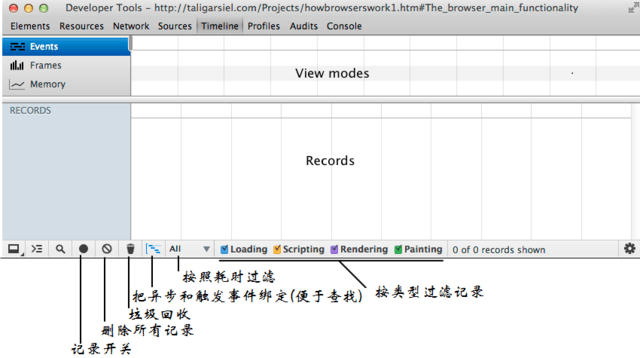 Developer Tools - http://taligarsiel.com/Projects/howbrowserswork1.htm#The_browser_main_functionality
Elements Resources Network Sources Timeline Profiles Audits Console
Events
Frames
Memory
View modes
RECORDS
Records
All Loading Scripting Rendering Painting 0 of 0 records shown
按照耗时过滤
把异步和触发事件绑定(便于查找)
按类型过滤记录
垃圾回收
删除所有记录
记录开关